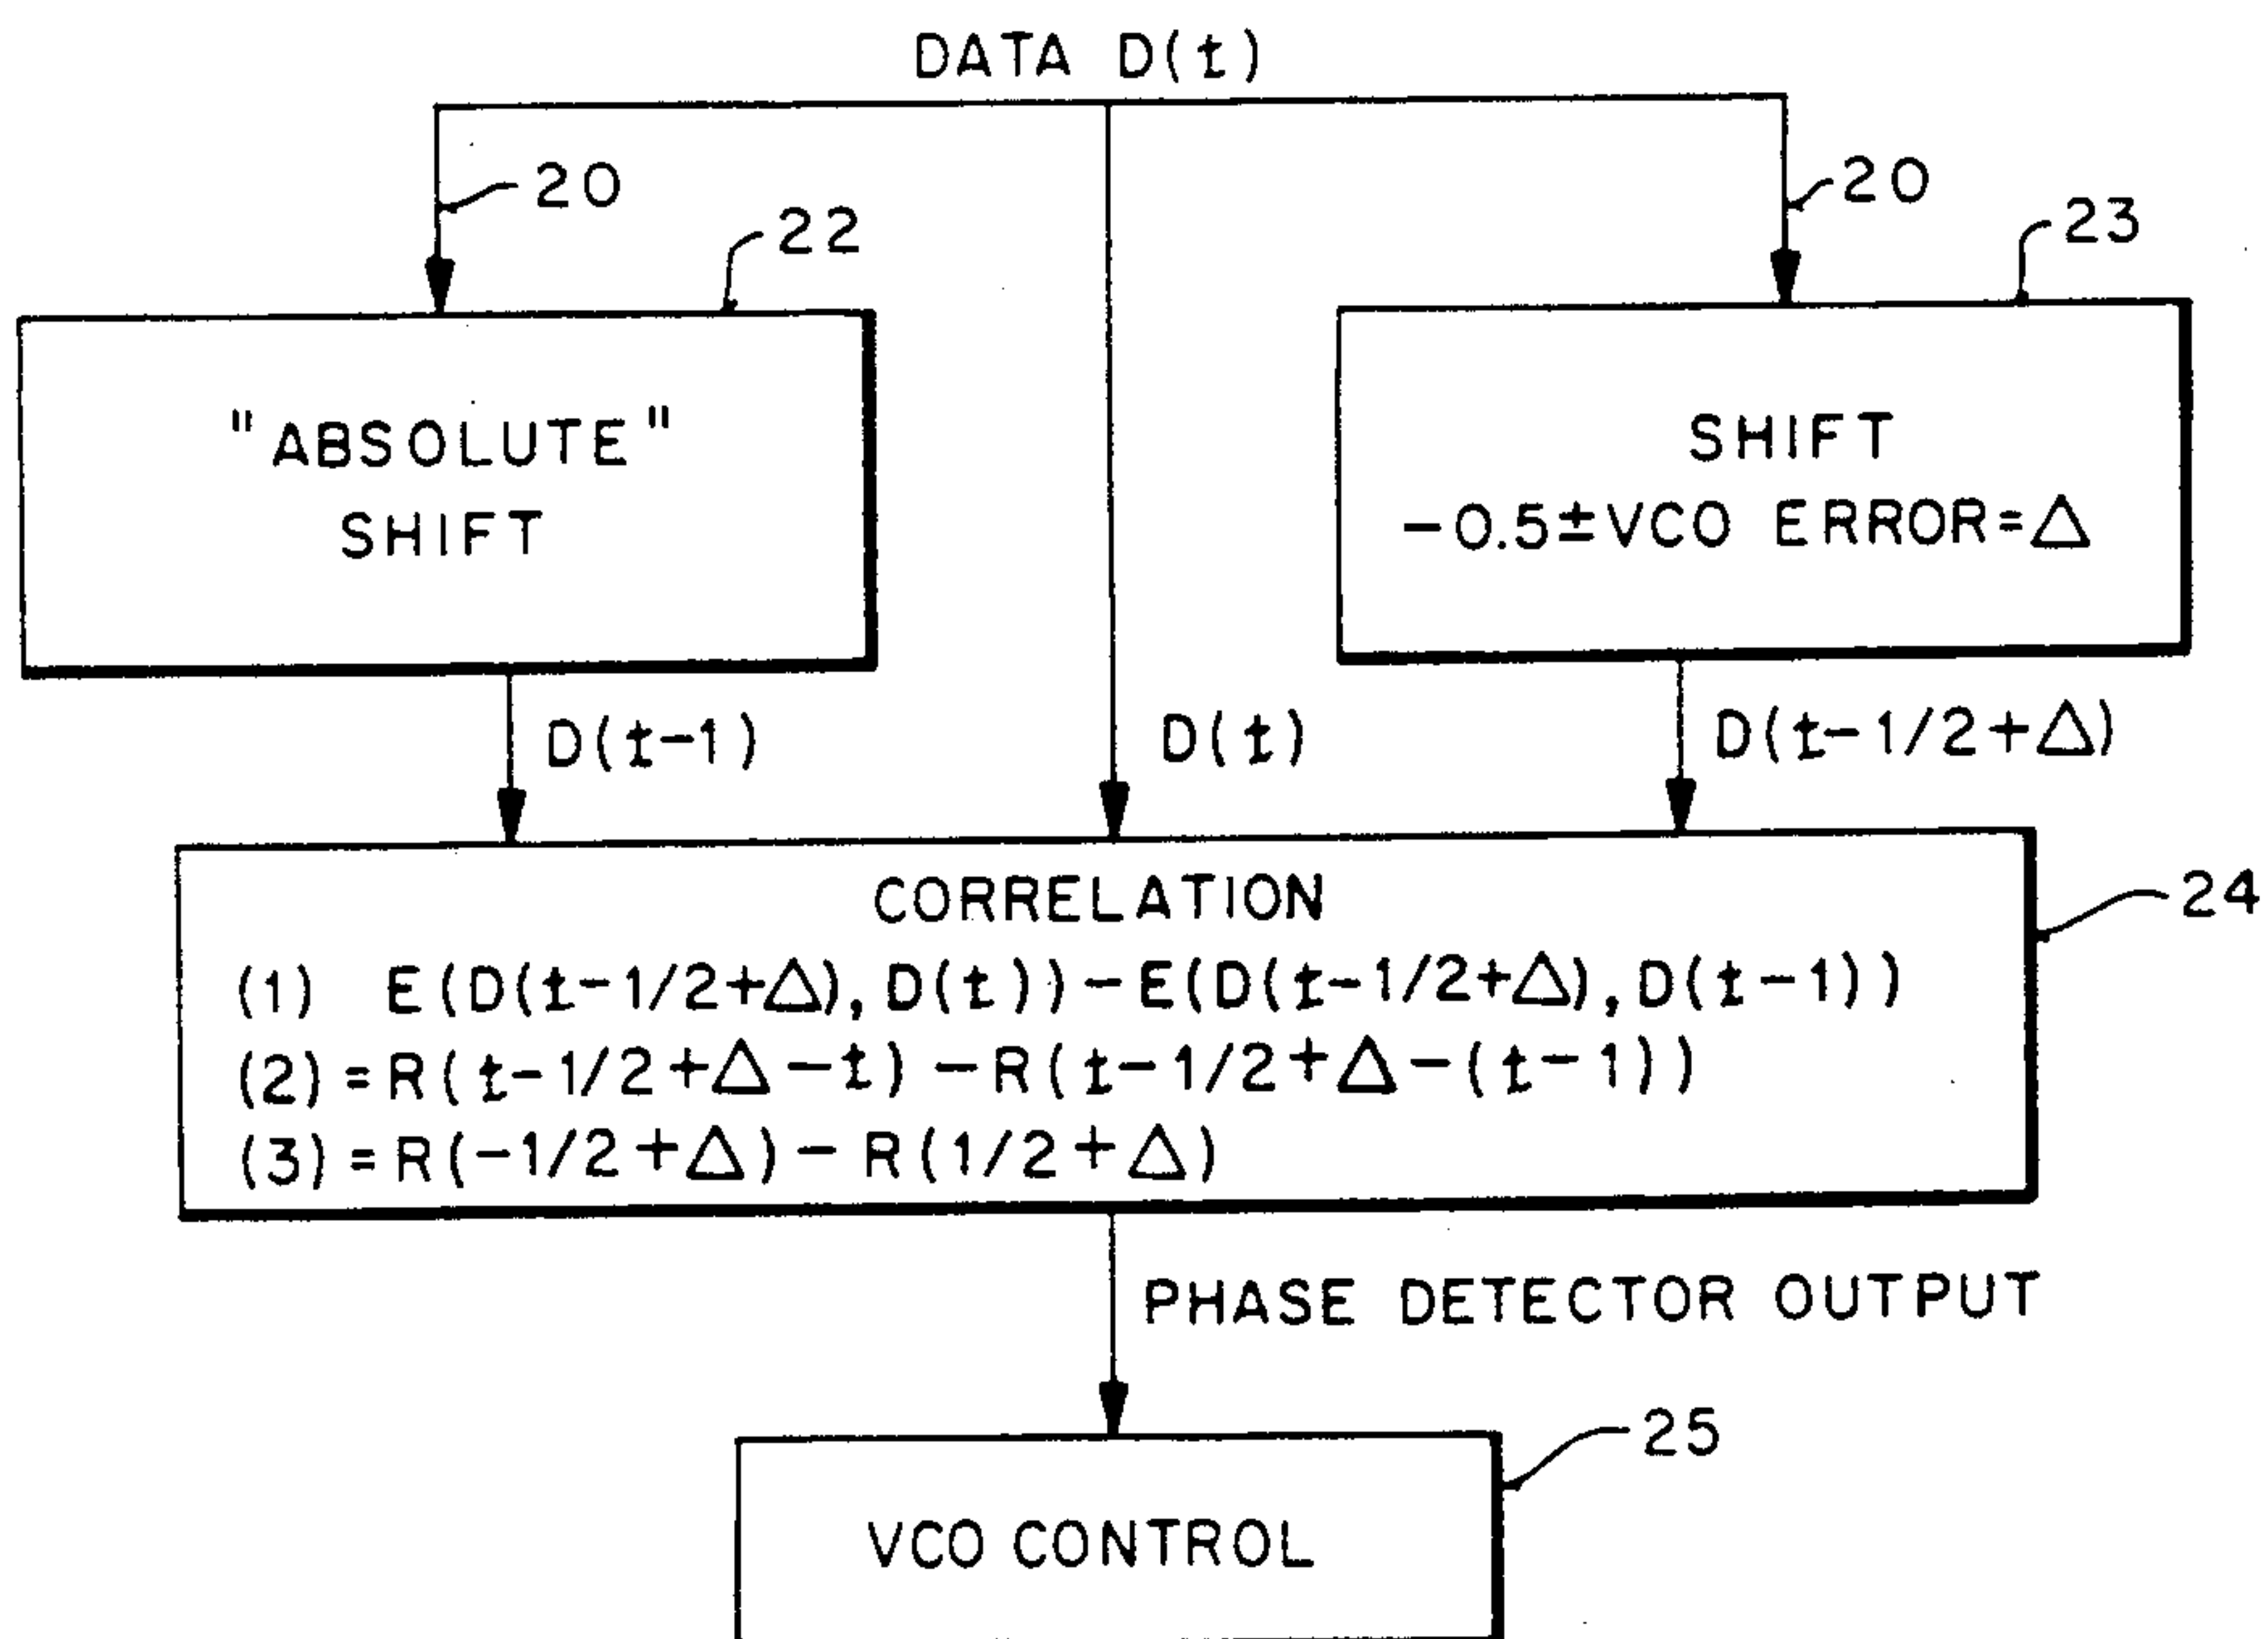 DATA D(t)
20
20
22
23
"ABSOLUTE"
SHIFT
SHIFT
-0.5±VCO ERROR=△
D(t-1)
D(t)
D(t-1/2+△)
CORRELATION
24
(1) E(D(t-1/2+△),D(t))-E(D(t-1/2+△),D(t-1))
(2)=R(t-1/2+△-t)-R(t-1/2+△-(t-1))
(3)=R(-1/2+△)-R(1/2+△)
PHASE DETECTOR OUTPUT
25
VCO CONTROL